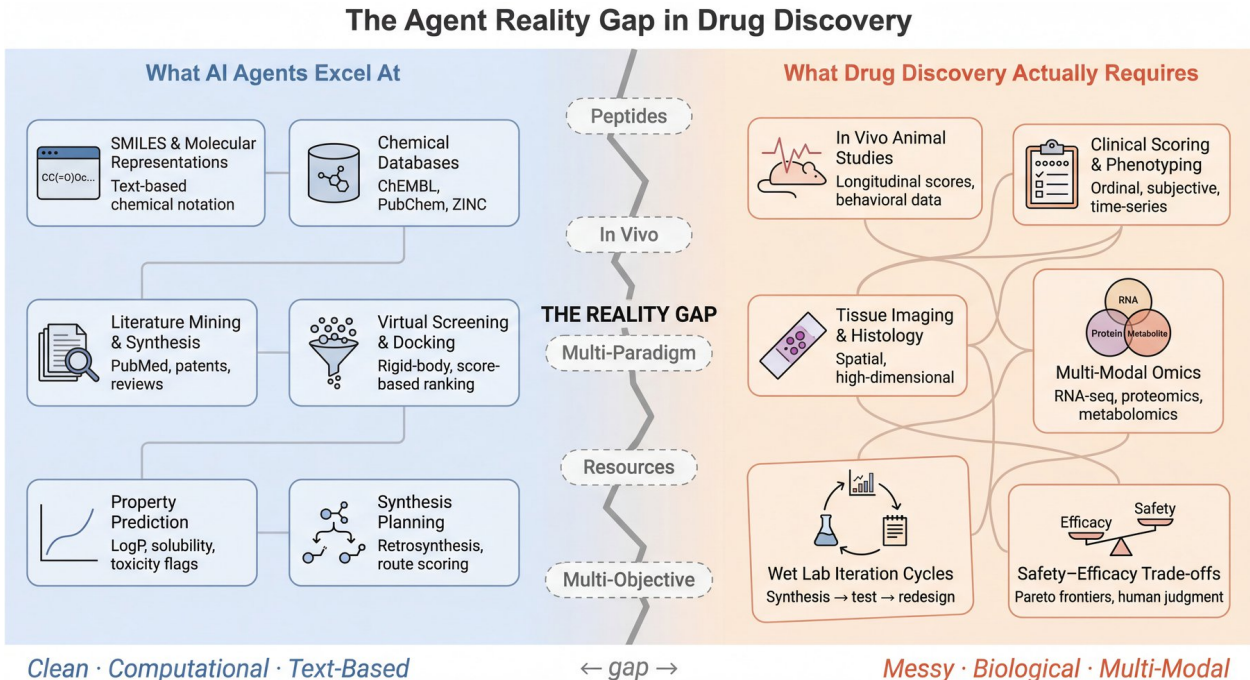 The Agent Reality Gap in Drug Discovery
What AI Agents Excel At
CC(=O)Oc...
SMILES & Molecular
Representations
Text-based
chemical notation
Chemical
Databases
ChEMBL,
PubChem, ZINC
Literature Mining
& Synthesis
PubMed, patents,
reviews
Virtual Screening
& Docking
Rigid-body, score-
based ranking
Property
Prediction
LogP, solubility,
toxicity flags
Synthesis
Planning
Retrosynthesis,
route scoring
Peptides
In Vivo
THE REALITY GAP
Multi-Paradigm
Resources
Multi-Objective
What Drug Discovery Actually Requires
In Vivo Animal
Studies
Longitudinal scores,
behavioral data
Clinical Scoring
& Phenotyping
Ordinal, subjective,
time-series
Tissue Imaging
& Histology
Spatial,
high-dimensional
RNA
Protein Metabolite
Multi-Modal Omics
RNA-seq, proteomics,
metabolomics
Wet Lab Iteration Cycles
Synthesis → test → redesign
Safety
Efficacy
Safety–Efficacy Trade-offs
Pareto frontiers, human judgment
Clean · Computational · Text-Based
← gap →
Messy · Biological · Multi-Modal